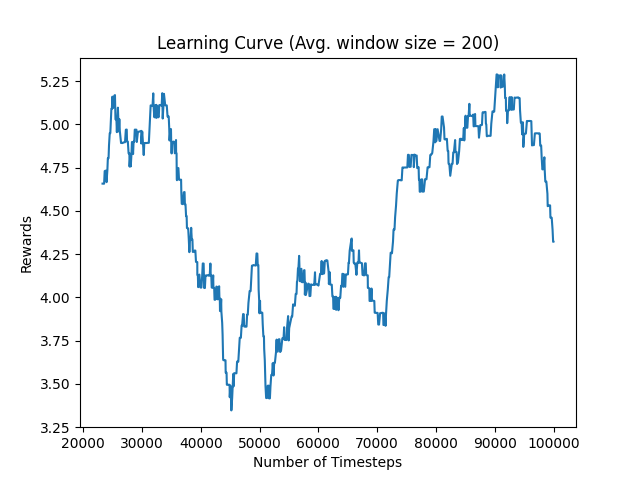 Learning Curve (Avg. window size = 200)
Rewards
5.25
5.00
4.75
4.50
4.25
4.00
3.75
3.50
3.25
20000 30000 40000 50000 60000 70000 80000 90000 100000
Number of Timesteps